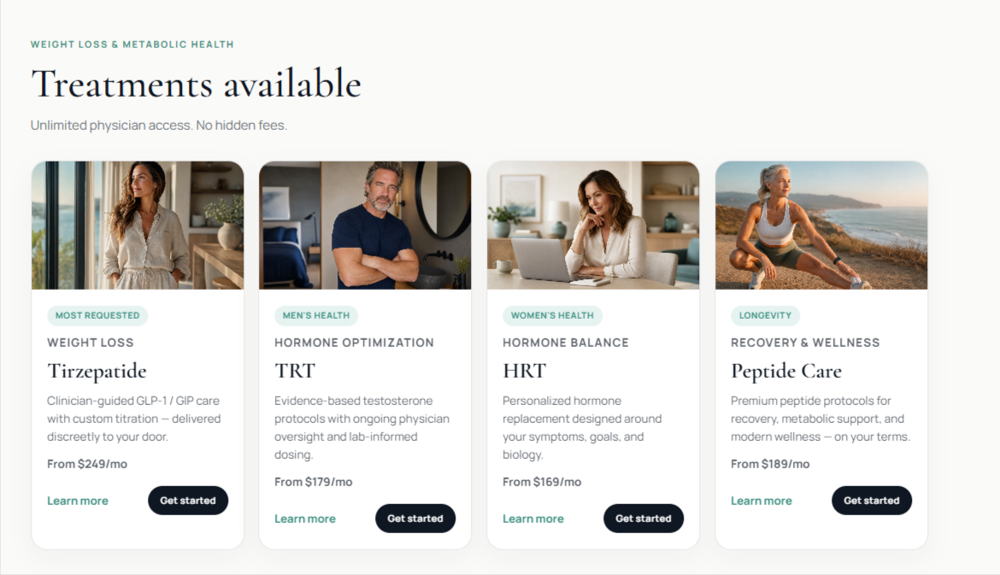 WEIGHT LOSS & METABOLIC HEALTH
Treatments available
Unlimited physician access. No hidden fees.
MOST REQUESTED
WEIGHT LOSS
Tirzepatide
Clinician-guided GLP-1 / GIP care
with custom titration — delivered
discreetly to your door.
From $249/mo
Learn more
Get started
MEN'S HEALTH
HORMONE OPTIMIZATION
TRT
Evidence-based testosterone
protocols with ongoing physician
oversight and lab-informed
dosing.
From $179/mo
Learn more
Get started
WOMEN'S HEALTH
HORMONE BALANCE
HRT
Personalized hormone
replacement designed around
your symptoms, goals, and
biology.
From $169/mo
Learn more
Get started
LONGEVITY
RECOVERY & WELLNESS
Peptide Care
Premium peptide protocols for
recovery, metabolic support, and
modern wellness — on your terms.
From $189/mo
Learn more
Get started